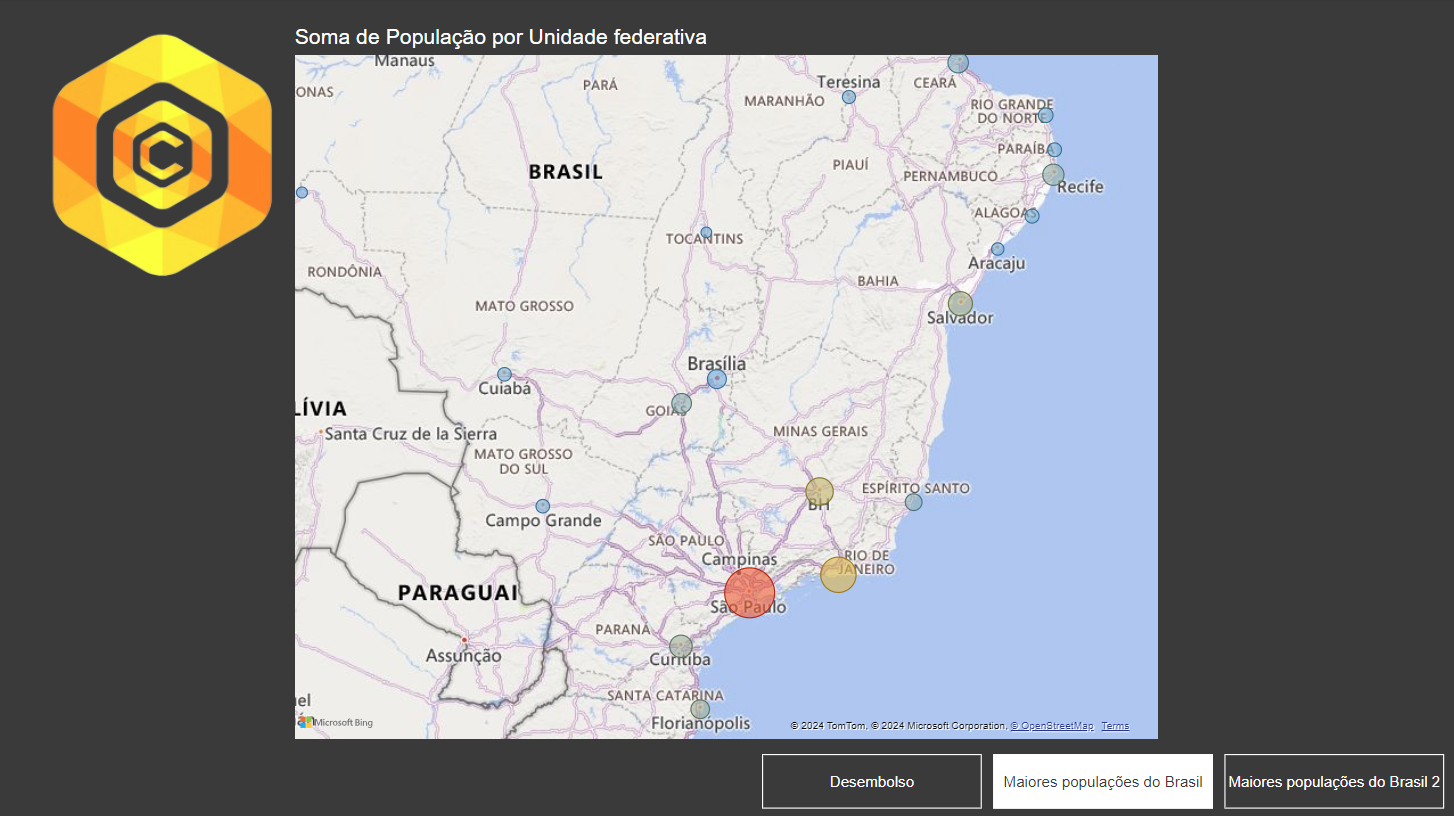 Soma de População por Unidade federativa
Manaus
PARÁ
Teresina
CEARÁ
ONAS
MARANHÃO
RIO GRANDE
DO NORTE
PARAÍBA
BRASIL
PIAUÍ
PERNAMBUCO
Recife
ALAGOAS
TOCANTINS
Aracaju
RONDÔNIA
BAHIA
MATO GROSSO
Salvador
Brasília
Cuiabá
LÍVIA
GOIÁS
Santa Cruz de la Sierra
MINAS GERAIS
MATO GROSSO
DO SUL
ESPÍRITO SANTO
BH
Campo Grande
SÃO PAULO
Campinas
RIO DE
JANEIRO
PARAGUAI
São Paulo
PARANÁ
Assunção
Curitiba
SANTA CATARINA
uel
Florianópolis
Microsoft Bing
© 2024 TomTom, © 2024 Microsoft Corporation, © OpenStreetMap Terms
Desembolso
Maiores populações do Brasil
Maiores populações do Brasil 2